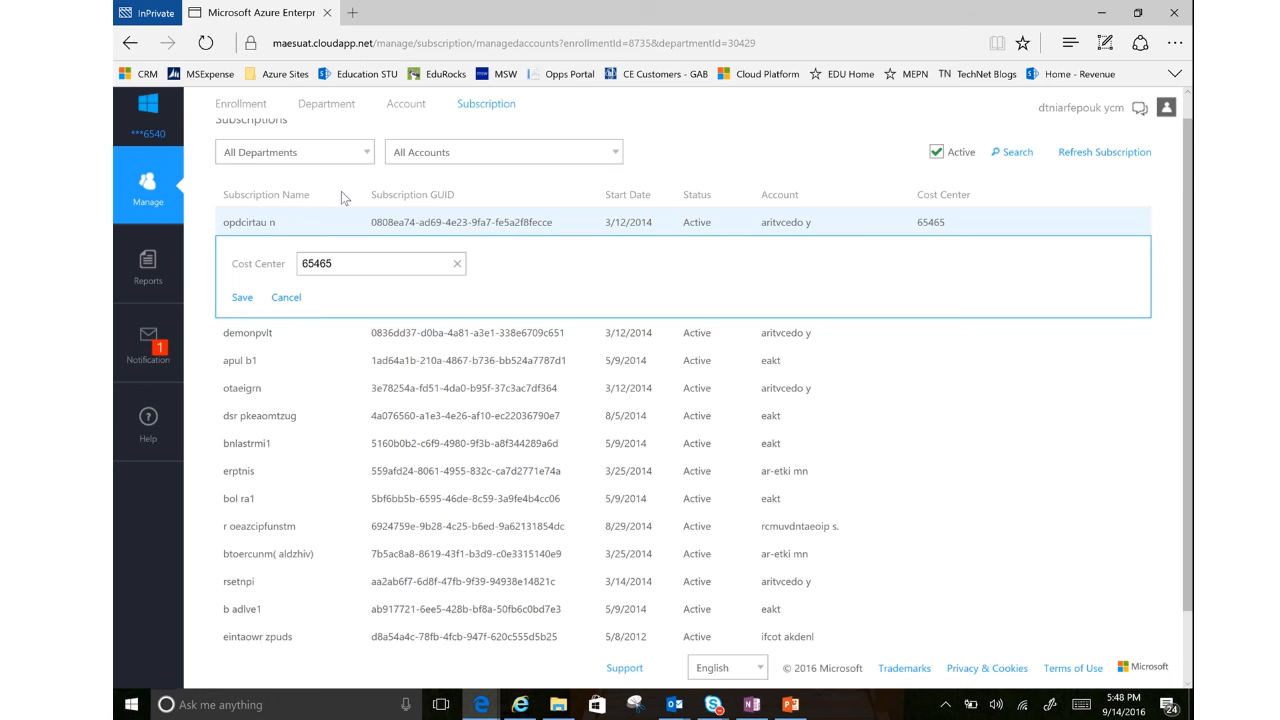 InPrivate Microsoft Azure Enterpr
maesuat.cloudapp.net/manage/subscription/managedaccounts?enrollmentId=8735&departmentId=30429
CRM MSExpense Azure Sites Education STU EduRocks MSW Opps Portal CE Customers - GAB Cloud Platform EDU Home MEPN TN TechNet Blogs Home - Revenue
Enrollment Department Account Subscription
dtniarfepouk ycm
***6540
Subscriptions
All Departments All Accounts Active Search Refresh Subscription
Manage
Subscription Name Subscription GUID Start Date Status Account Cost Center
opdcirtau n 0808ea74-ad69-4e23-9fa7-fe5a2f8fecce 3/12/2014 Active aritvcedo y 65465
Cost Center 65465
Reports
Save Cancel
demonpvlt 0836dd37-d0ba-4a81-a3e1-338e6709c651 3/12/2014 Active aritvcedo y
1
Notification
apul b1 1ad64a1b-210a-4867-b736-bb524a7787d1 5/9/2014 Active eakt
otaeigrn 3e78254a-fd51-4da0-b95f-37c3ac7df364 3/12/2014 Active aritvcedo y
dsr pkeaomtzug 4a076560-a1e3-4e26-af10-ec22036790e7 8/5/2014 Active eakt
Help
bnlastrmi1 5160b0b2-c6f9-4980-9f3b-a8f344289a6d 5/9/2014 Active eakt
erptnis 559afd24-8061-4955-832c-ca7d2771e74a 3/25/2014 Active ar-etki mn
bol ra1 5bf6bb5b-6595-46de-8c59-3a9fe4b4cc06 5/9/2014 Active eakt
r oeazcipfunstm 6924759e-9b28-4c25-b6ed-9a62131854dc 8/29/2014 Active rcmuvdntaeoip s.
btoercunm( aldzhiv) 7b5ac8a8-8619-43f1-b3d9-c0e3315140e9 3/25/2014 Active ar-etki mn
rsetnpi aa2ab6f7-6d8f-47fb-9f39-94938e14821c 3/14/2014 Active aritvcedo y
b adlve1 ab917721-6ee5-428b-bf8a-50fb6c0bd7e3 5/9/2014 Active eakt
eintaowr zpuds d8a54a4c-78fb-4fcb-947f-620c555d5b25 5/8/2012 Active ifcot akdenl
Support English © 2016 Microsoft Trademarks Privacy & Cookies Terms of Use Microsoft
Ask me anything
5:48 PM
9/14/2016
24